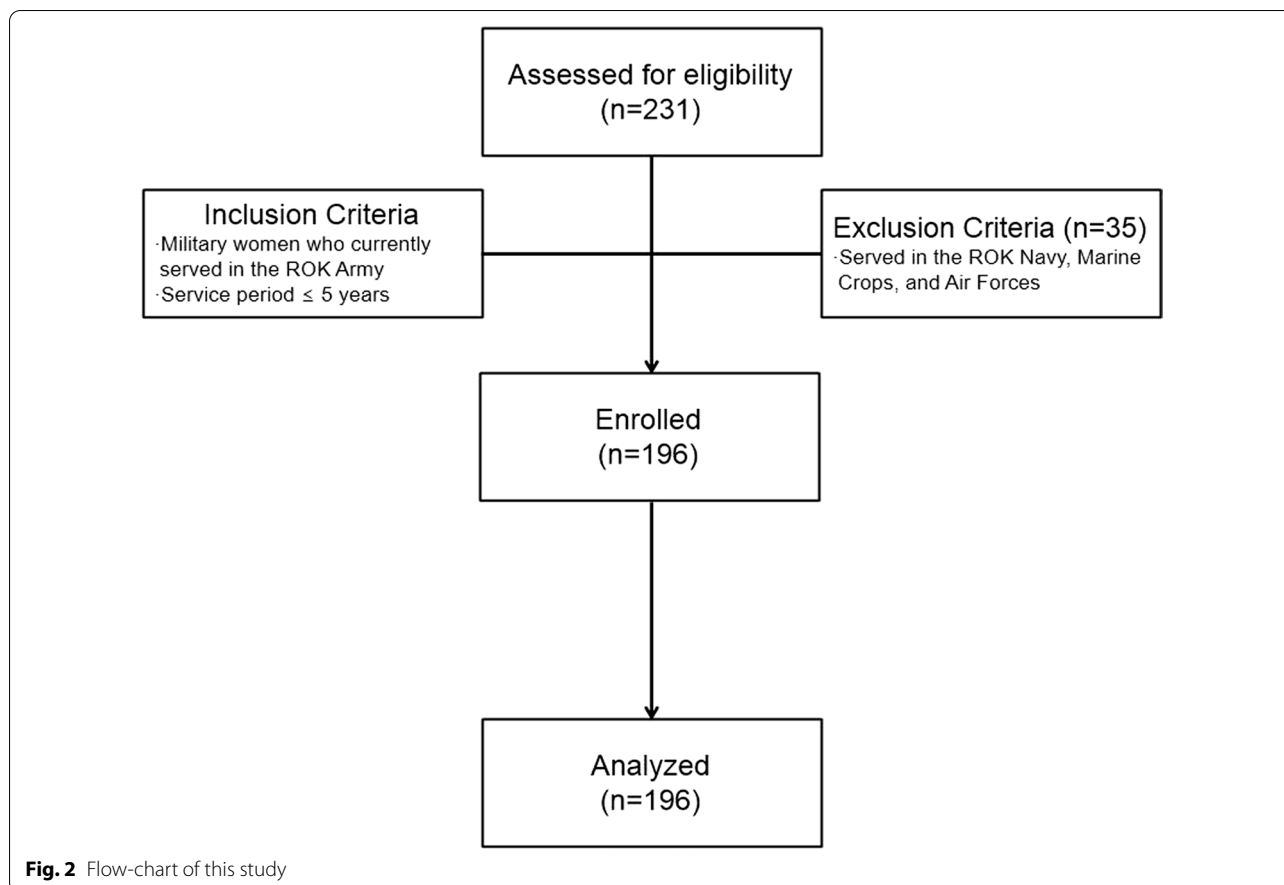 Assessed for eligibility
(n=231)
Inclusion Criteria
·Military women who currently
served in the ROK Army
·Service period ≤ 5 years
Exclusion Criteria (n=35)
·Served in the ROK Navy, Marine
Crops, and Air Forces
Enrolled
(n=196)
Analyzed
(n=196)
Fig. 2 Flow-chart of this study